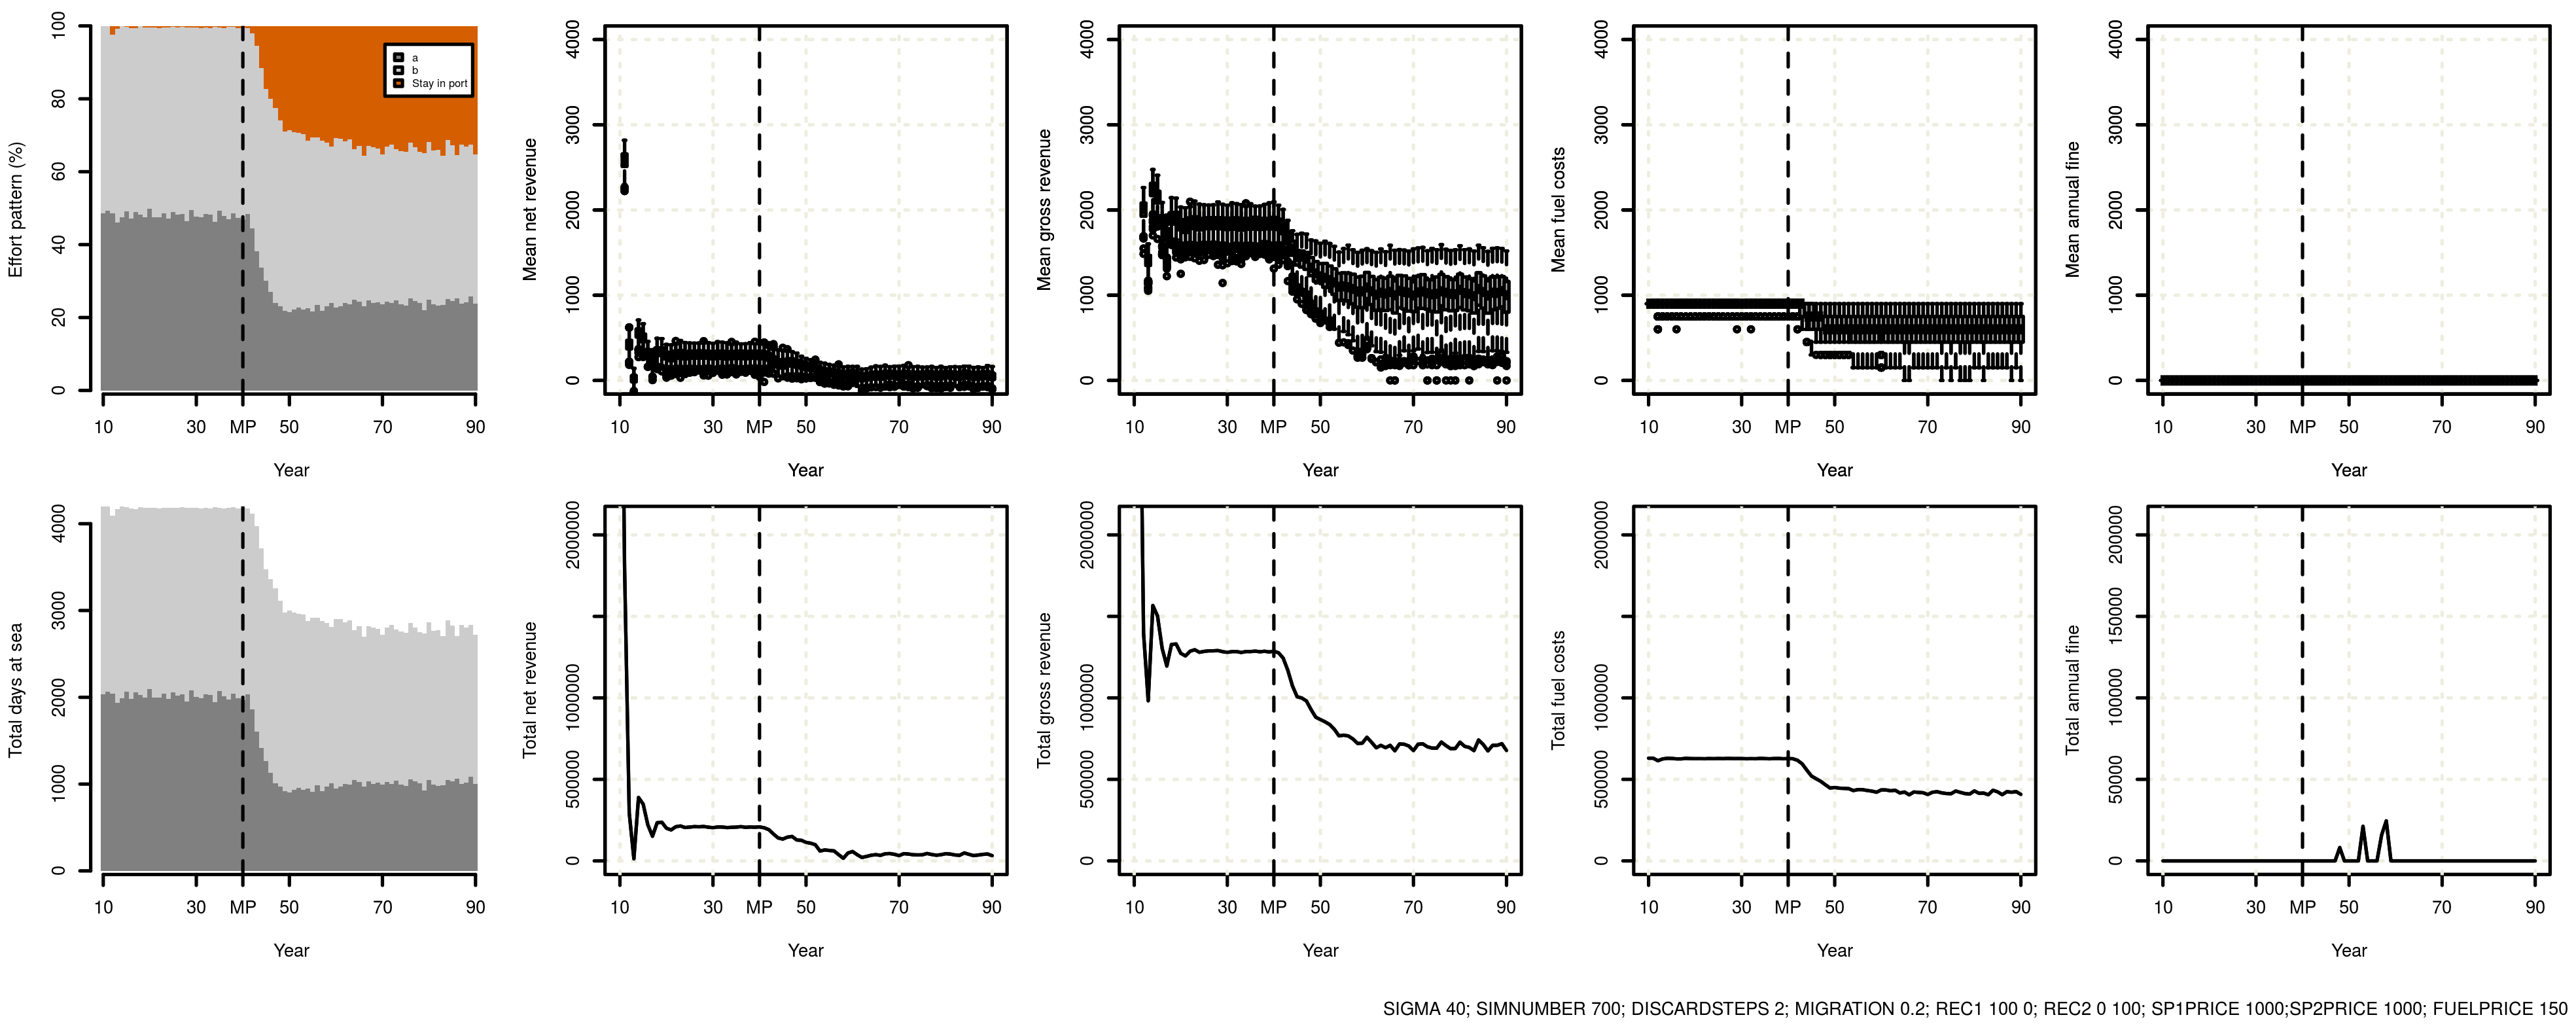 Effort pattern (%)
0 20 40 60 80 100
a
b
Stay in port
10 30 MP 50 70 90
Year
Mean net revenue
0 1000 2000 3000 4000
10 30 MP 50 70 90
Year
Mean gross revenue
0 1000 2000 3000 4000
10 30 MP 50 70 90
Year
Mean fuel costs
0 1000 2000 3000 4000
10 30 MP 50 70 90
Year
Mean annual fine
0 1000 2000 3000 4000
10 30 MP 50 70 90
Year
Total days at sea
0 1000 2000 3000 4000
10 30 MP 50 70 90
Year
Total net revenue
0 500000 1000000 2000000
10 30 MP 50 70 90
Year
Total gross revenue
0 500000 1000000 2000000
10 30 MP 50 70 90
Year
Total fuel costs
0 500000 1000000 2000000
10 30 MP 50 70 90
Year
Total annual fine
0 50000 100000 150000 200000
10 30 MP 50 70 90
Year
SIGMA 40; SIMNUMBER 700; DISCARDSTEPS 2; MIGRATION 0.2; REC1 100 0; REC2 0 100; SP1PRICE 1000;SP2PRICE 1000; FUELPRICE 150